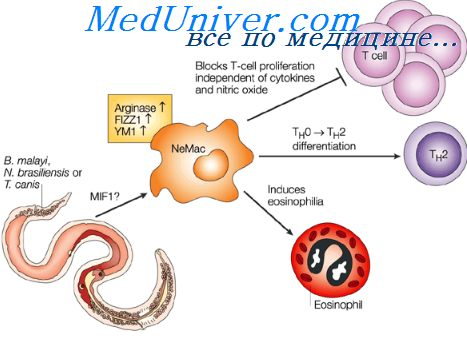 MedUniver.com
все по медицине...
Blocks T-cell proliferation
independent of cytokines
and nitric oxide
T cell
Arginase ↑
FIZZ1 ↑
YM1 ↑
NeMac
TH0 → TH2
differentiation
TH2
B. malayi,
N. brasiliensis or
T. canis
MIF1?
Induces
eosinophilia
Eosinophil